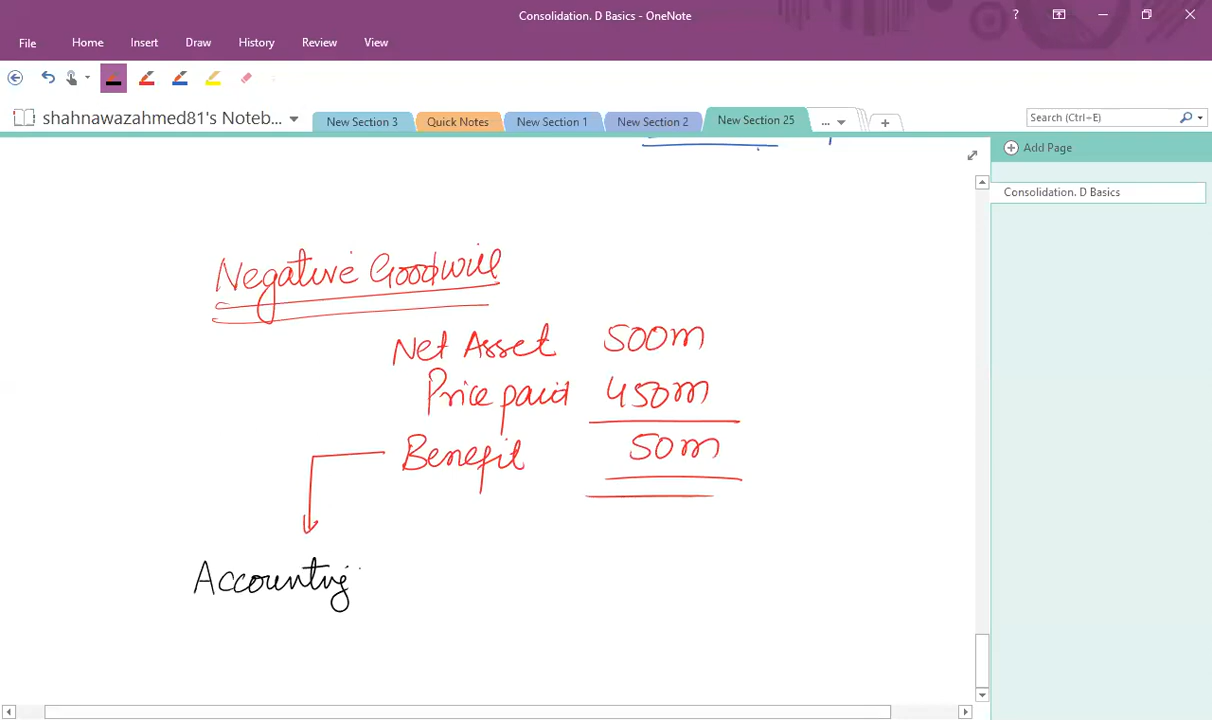 Consolidation. D Basics - OneNote
?
File Home Insert Draw History Review View
shahnawazahmed81's Noteb... New Section 3 Quick Notes New Section 1 New Section 2 New Section 25 ... + Search (Ctrl+E)
Add Page
Consolidation. D Basics
Negative Goodwill
Net Asset 500m
Price paid 450m
Benefit 50m
Accounting